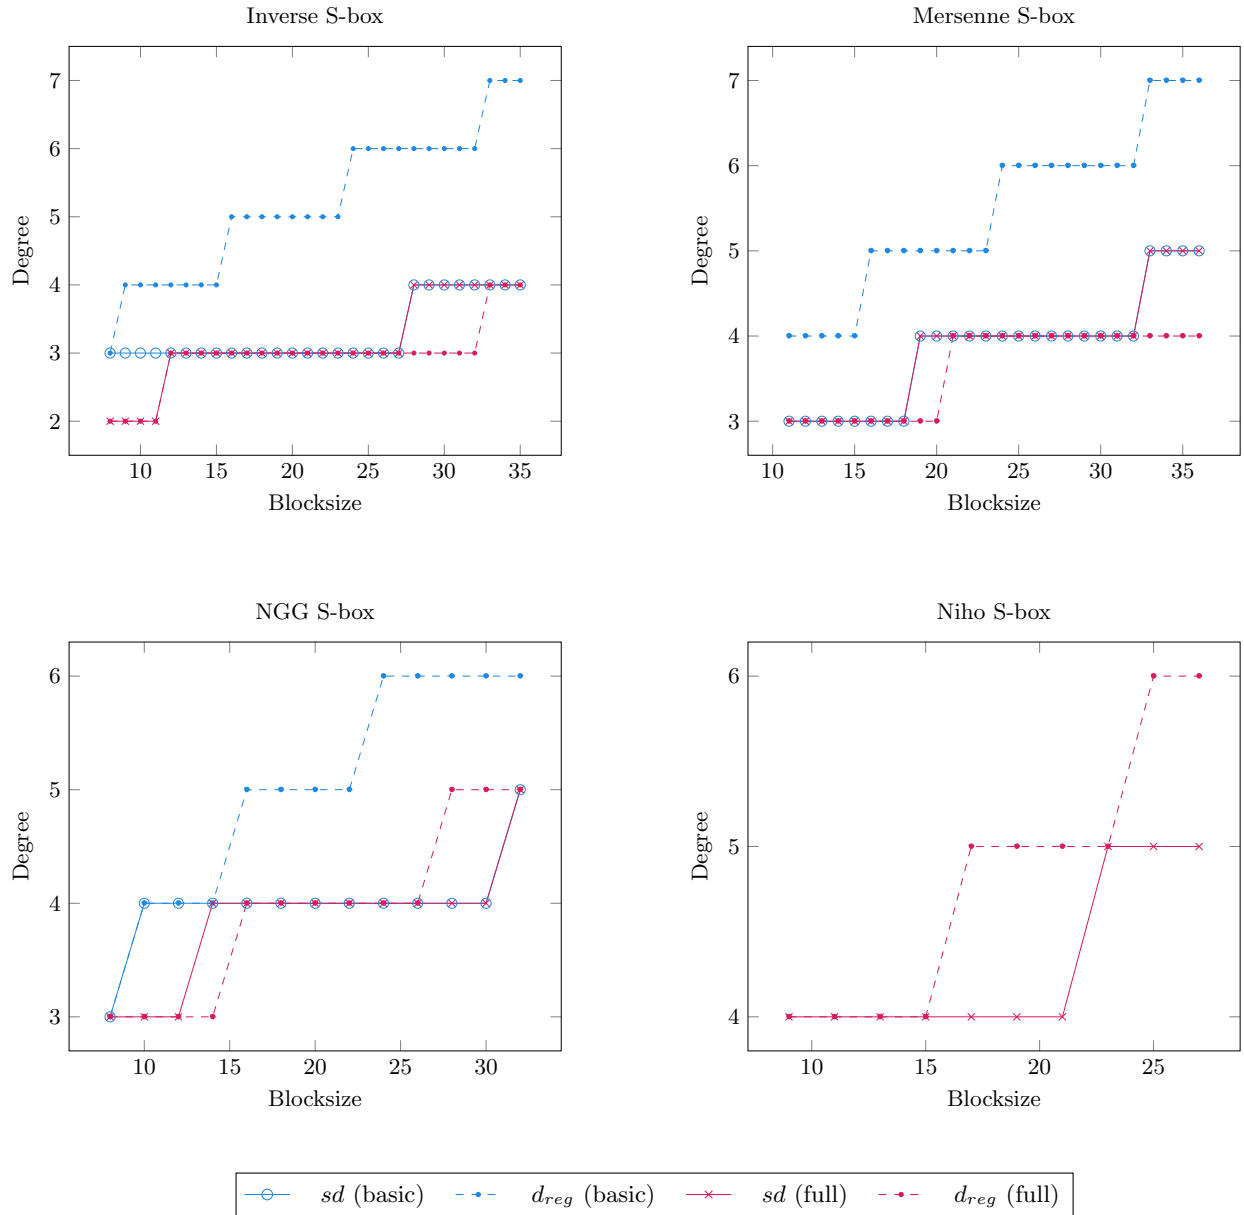 Inverse S-box
7
6
5
4
3
2
Degree
10 15 20 25 30 35
Blocksize
Mersenne S-box
7
6
5
4
3
Degree
10 15 20 25 30 35
Blocksize
NGG S-box
6
5
4
3
Degree
10 15 20 25 30
Blocksize
Niho S-box
6
5
4
Degree
10 15 20 25
Blocksize
sd (basic) d_reg (basic) sd (full) d_reg (full)